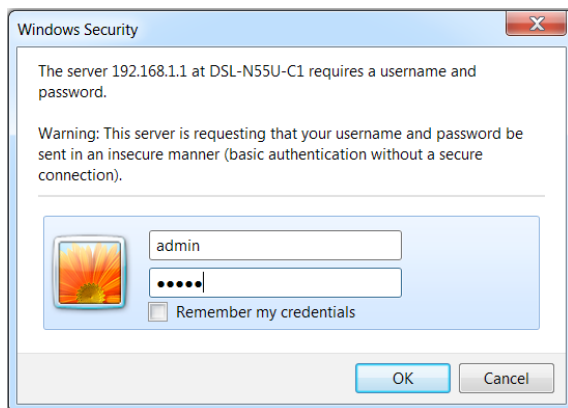 Windows Security
The server 192.168.1.1 at DSL-N55U-C1 requires a username and
password.
Warning: This server is requesting that your username and password be
sent in an insecure manner (basic authentication without a secure
connection).
admin
•••••
Remember my credentials
OK
Cancel